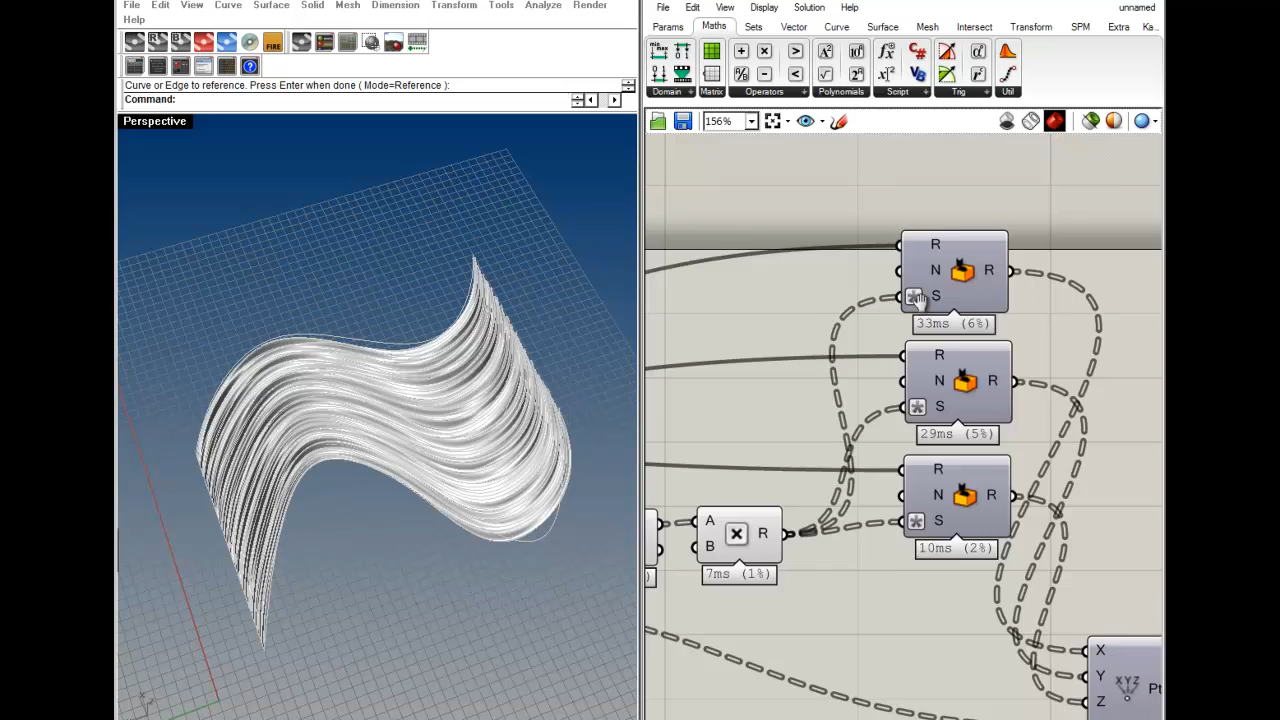 File Edit View Curve Surface Solid Mesh Dimension Transform Tools Analyze Render
Help
FIRE
Curve or Edge to reference. Press Enter when done ( Mode=Reference ):
Command:
Perspective
File Edit View Display Solution Help unnamed
Params Maths Sets Vector Curve Surface Mesh Intersect Transform SPM Extra Ka...
Domain Matrix Operators Polynomials Script Trig Util
156%
R
N R
S
33ms (6%)
R
N R
S
29ms (5%)
R
N R
S
10ms (2%)
A
B R
7ms (1%)
X
Y
Z
XYZ
Pt